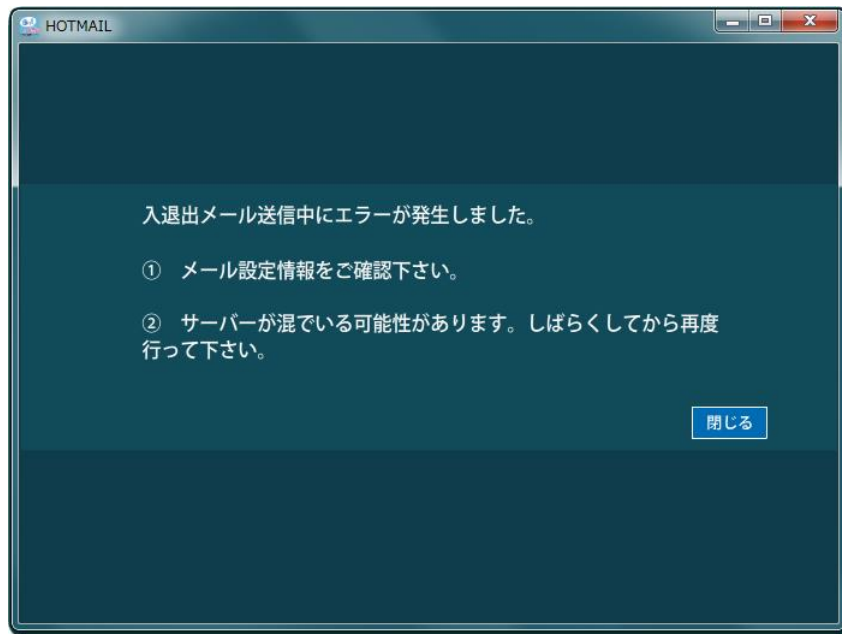 HOTMAIL
入退出メール送信中にエラーが発生しました。
① メール設定情報をご確認下さい。
② サーバーが混でいる可能性があります。しばらくしてから再度
行って下さい。
閉じる